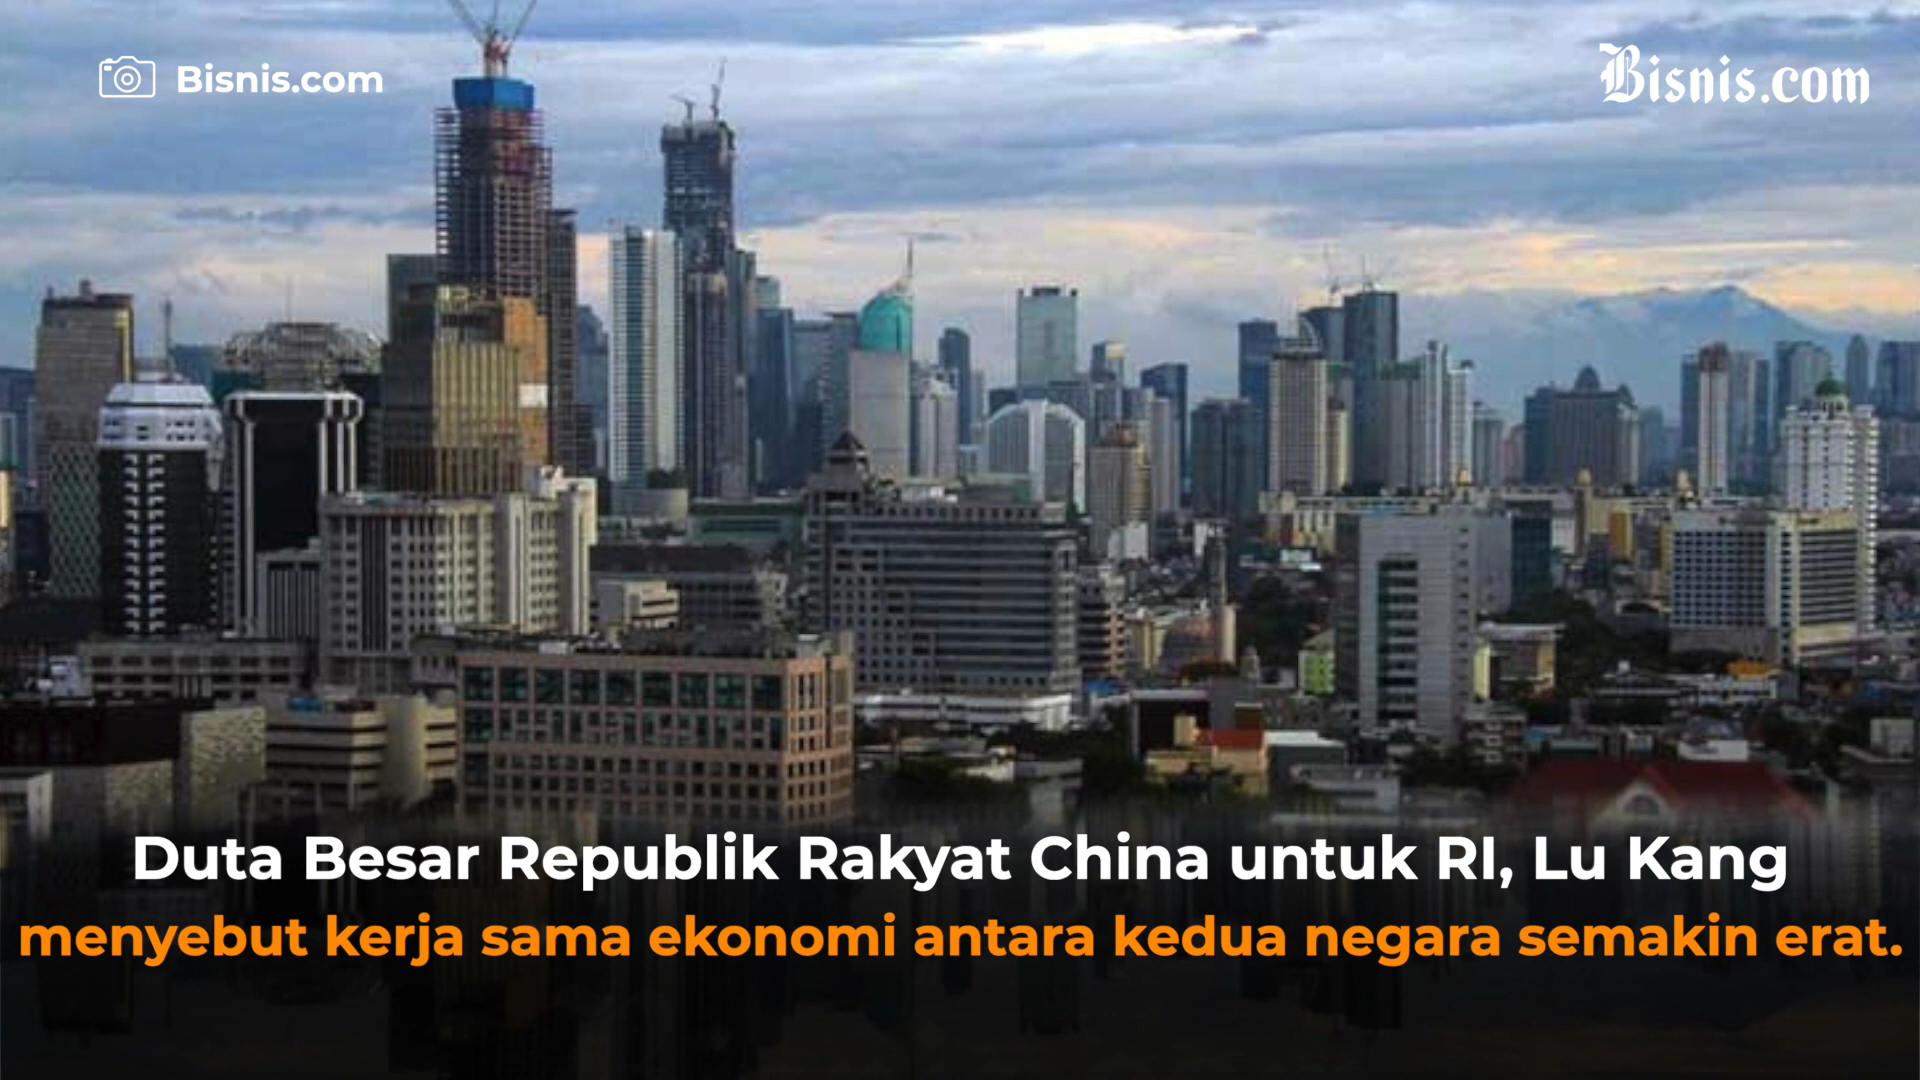 Bisnis.com
Bisnis.com
Duta Besar Republik Rakyat China untuk RI, Lu Kang
menyebut kerja sama ekonomi antara kedua negara semakin erat.